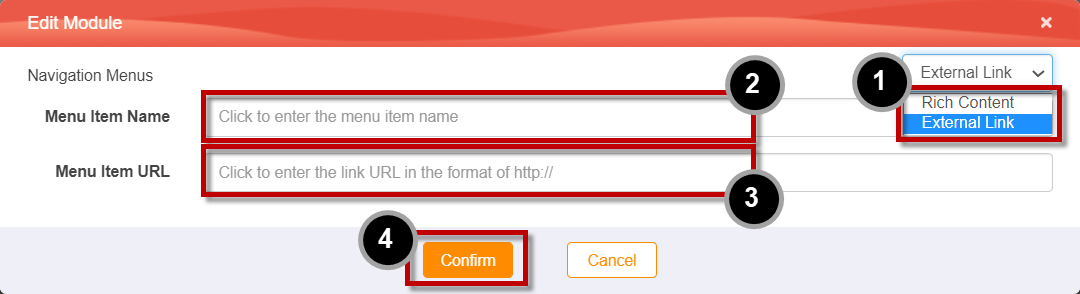 Edit Module
×
Navigation Menus
External Link
1
Rich Content
External Link
2
Menu Item Name
Click to enter the menu item name
Menu Item URL
Click to enter the link URL in the format of http://
3
4
Confirm
Cancel